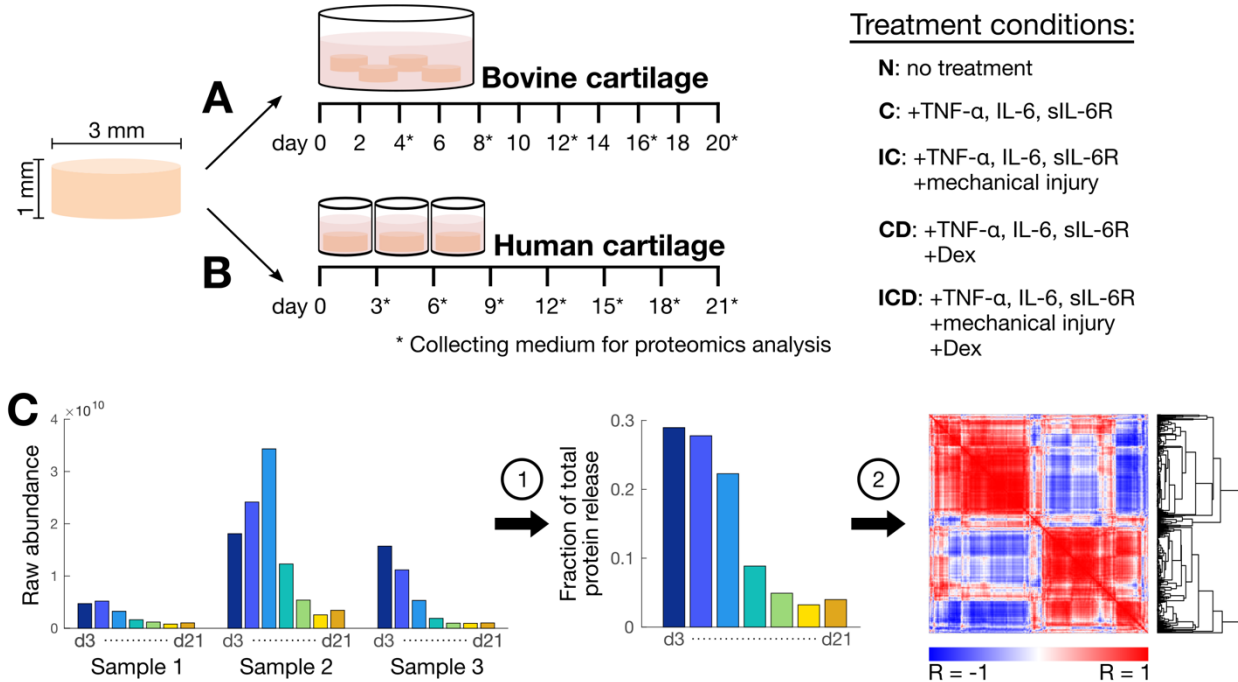 A
Bovine cartilage
day 0 2 4* 6 8* 10 12* 14 16* 18 20*
3 mm
1 mm
B
Human cartilage
day 0 3* 6* 9* 12* 15* 18* 21*
* Collecting medium for proteomics analysis
Treatment conditions:
N: no treatment
C: +TNF-α, IL-6, sIL-6R
IC: +TNF-α, IL-6, sIL-6R
+mechanical injury
CD: +TNF-α, IL-6, sIL-6R
+Dex
ICD: +TNF-α, IL-6, sIL-6R
+mechanical injury
+Dex
C
Raw abundance
×10^10
4
3
2
1
0
d3 ............ d21
Sample 1
d3 ............ d21
Sample 2
d3 ............ d21
Sample 3
1
Fraction of total
protein release
0.3
0.2
0.1
0
d3 ............ d21
2
R = -1 R = 1